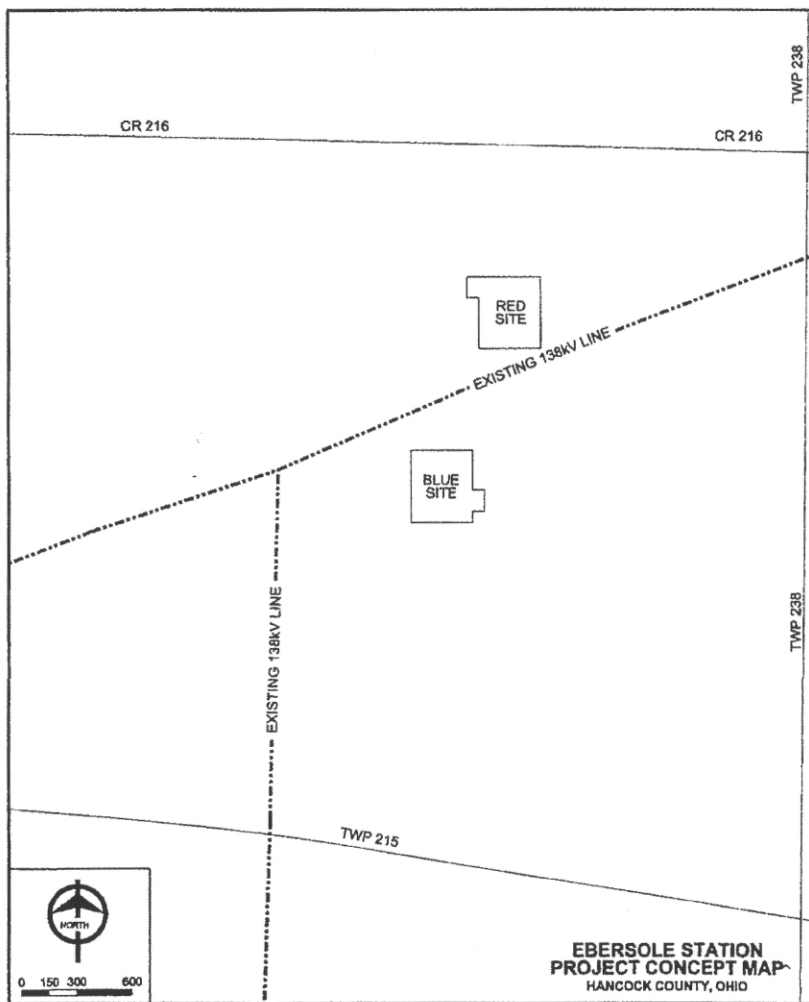 TWP 238
CR 216
CR 216
RED
SITE
EXISTING 138kV LINE
BLUE
SITE
EXISTING 138kV LINE
TWP 238
TWP 215
NORTH
0 150 300 600
EBERSOLE STATION
PROJECT CONCEPT MAP
HANCOCK COUNTY, OHIO